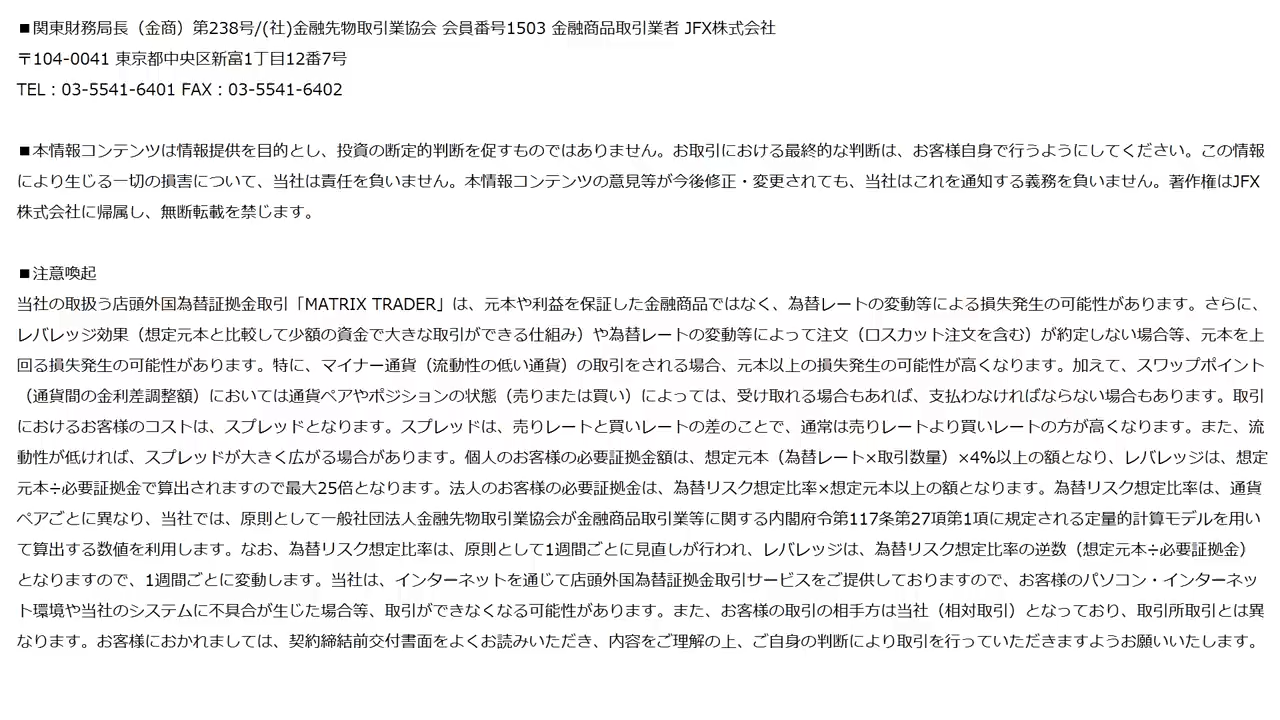 ■関東財務局長（金商）第238号/(社)金融先物取引業協会 会員番号1503 金融商品取引業者 JFX株式会社
〒104-0041 東京都中央区新富1丁目12番7号
TEL：03-5541-6401 FAX：03-5541-6402
■本情報コンテンツは情報提供を目的とし、投資の断定的判断を促すものではありません。お取引における最終的な判断は、お客様自身で行うようにしてください。この情報
により生じる一切の損害について、当社は責任を負いません。本情報コンテンツの意見等が今後修正・変更されても、当社はこれを通知する義務を負いません。著作権はJFX
株式会社に帰属し、無断転載を禁じます。
■注意喚起
当社の取扱う店頭外国為替証拠金取引「MATRIX TRADER」は、元本や利益を保証した金融商品ではなく、為替レートの変動等による損失発生の可能性があります。さらに、
レバレッジ効果（想定元本と比較して少額の資金で大きな取引ができる仕組み）や為替レートの変動等によって注文（ロスカット注文を含む）が約定しない場合等、元本を上
回る損失発生の可能性があります。特に、マイナー通貨（流動性の低い通貨）の取引をされる場合、元本以上の損失発生の可能性が高くなります。加えて、スワップポイント
（通貨間の金利差調整額）においては通貨ペアやポジションの状態（売りまたは買い）によっては、受け取れる場合もあれば、支払わなければならない場合もあります。取引
におけるお客様のコストは、スプレッドとなります。スプレッドは、売りレートと買いレートの差のことで、通常は売りレートより買いレートの方が高くなります。また、流
動性が低ければ、スプレッドが大きく広がる場合があります。個人のお客様の必要証拠金額は、想定元本（為替レート×取引数量）×4%以上の額となり、レバレッジは、想定
元本÷必要証拠金で算出されますので最大25倍となります。法人のお客様の必要証拠金は、為替リスク想定比率×想定元本以上の額となります。為替リスク想定比率は、通貨
ペアごとに異なり、当社では、原則として一般社団法人金融先物取引業協会が金融商品取引業等に関する内閣府令第117条第27項第1項に規定される定量的計算モデルを用い
て算出する数値を利用します。なお、為替リスク想定比率は、原則として1週間ごとに見直しが行われ、レバレッジは、為替リスク想定比率の逆数（想定元本÷必要証拠金）
となりますので、1週間ごとに変動します。当社は、インターネットを通じて店頭外国為替証拠金取引サービスをご提供しておりますので、お客様のパソコン・インターネッ
ト環境や当社のシステムに不具合が生じた場合等、取引ができなくなる可能性があります。また、お客様の取引の相手方は当社（相対取引）となっており、取引所取引とは異
なります。お客様におかれましては、契約締結前交付書面をよくお読みいただき、内容をご理解の上、ご自身の判断により取引を行っていただきますようお願いいたします。